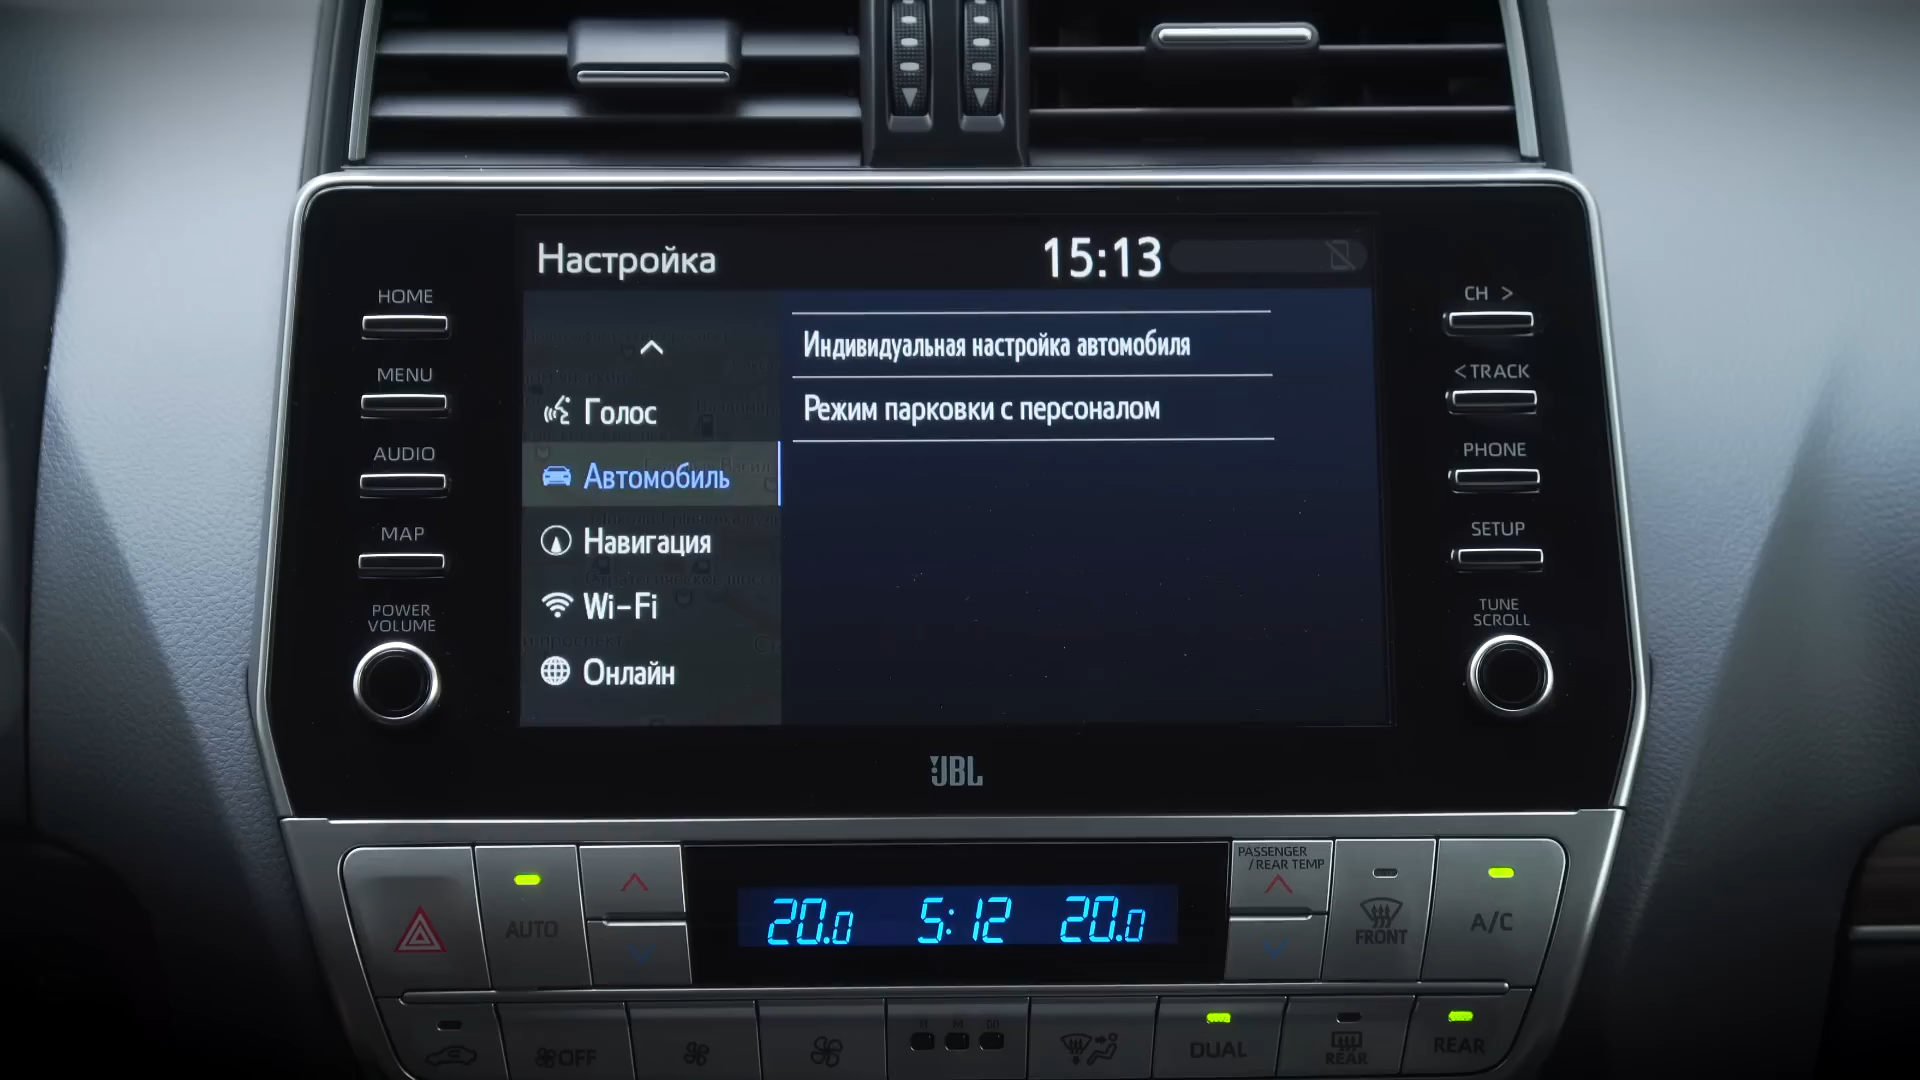 Настройка
15:13
HOME
MENU
AUDIO
MAP
POWER
VOLUME
Голос
Автомобиль
Навигация
Wi-Fi
Онлайн
Индивидуальная настройка автомобиля
Режим парковки с персоналом
CH >
< TRACK
PHONE
SETUP
TUNE
SCROLL
JBL
AUTO
20.0 5:12 20.0
PASSENGER
/REAR TEMP
FRONT
A/C
OFF
DUAL
REAR
REAR